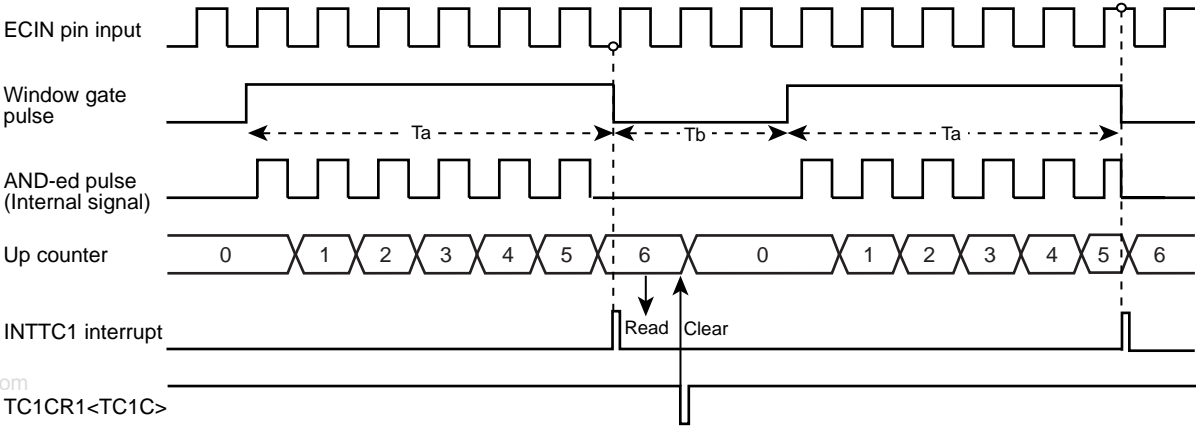 ECIN pin input
Window gate
pulse
Ta Tb Ta
AND-ed pulse
(Internal signal)
Up counter 0 1 2 3 4 5 6 0 1 2 3 4 5 6
INTTC1 interrupt Read Clear
om
TC1CR1<TC1C>